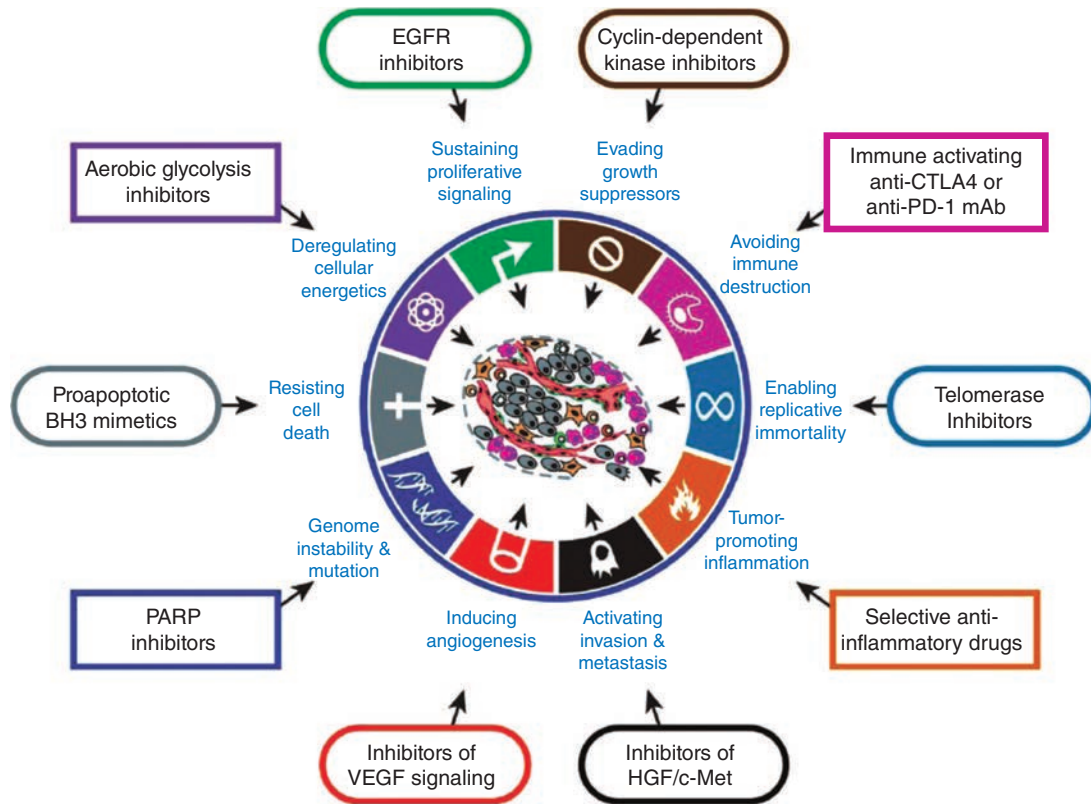 EGFR
inhibitors
Cyclin-dependent
kinase inhibitors
Aerobic glycolysis
inhibitors
Sustaining
proliferative
signaling
Evading
growth
suppressors
Immune activating
anti-CTLA4 or
anti-PD-1 mAb
Deregulating
cellular
energetics
Avoiding
immune
destruction
Proapoptotic
BH3 mimetics
Resisting
cell
death
Enabling
replicative
immortality
Telomerase
Inhibitors
Genome
instability &
mutation
Tumor-
promoting
inflammation
PARP
inhibitors
Inducing
angiogenesis
Activating
invasion &
metastasis
Selective anti-
inflammatory drugs
Inhibitors of
VEGF signaling
Inhibitors of
HGF/c-Met